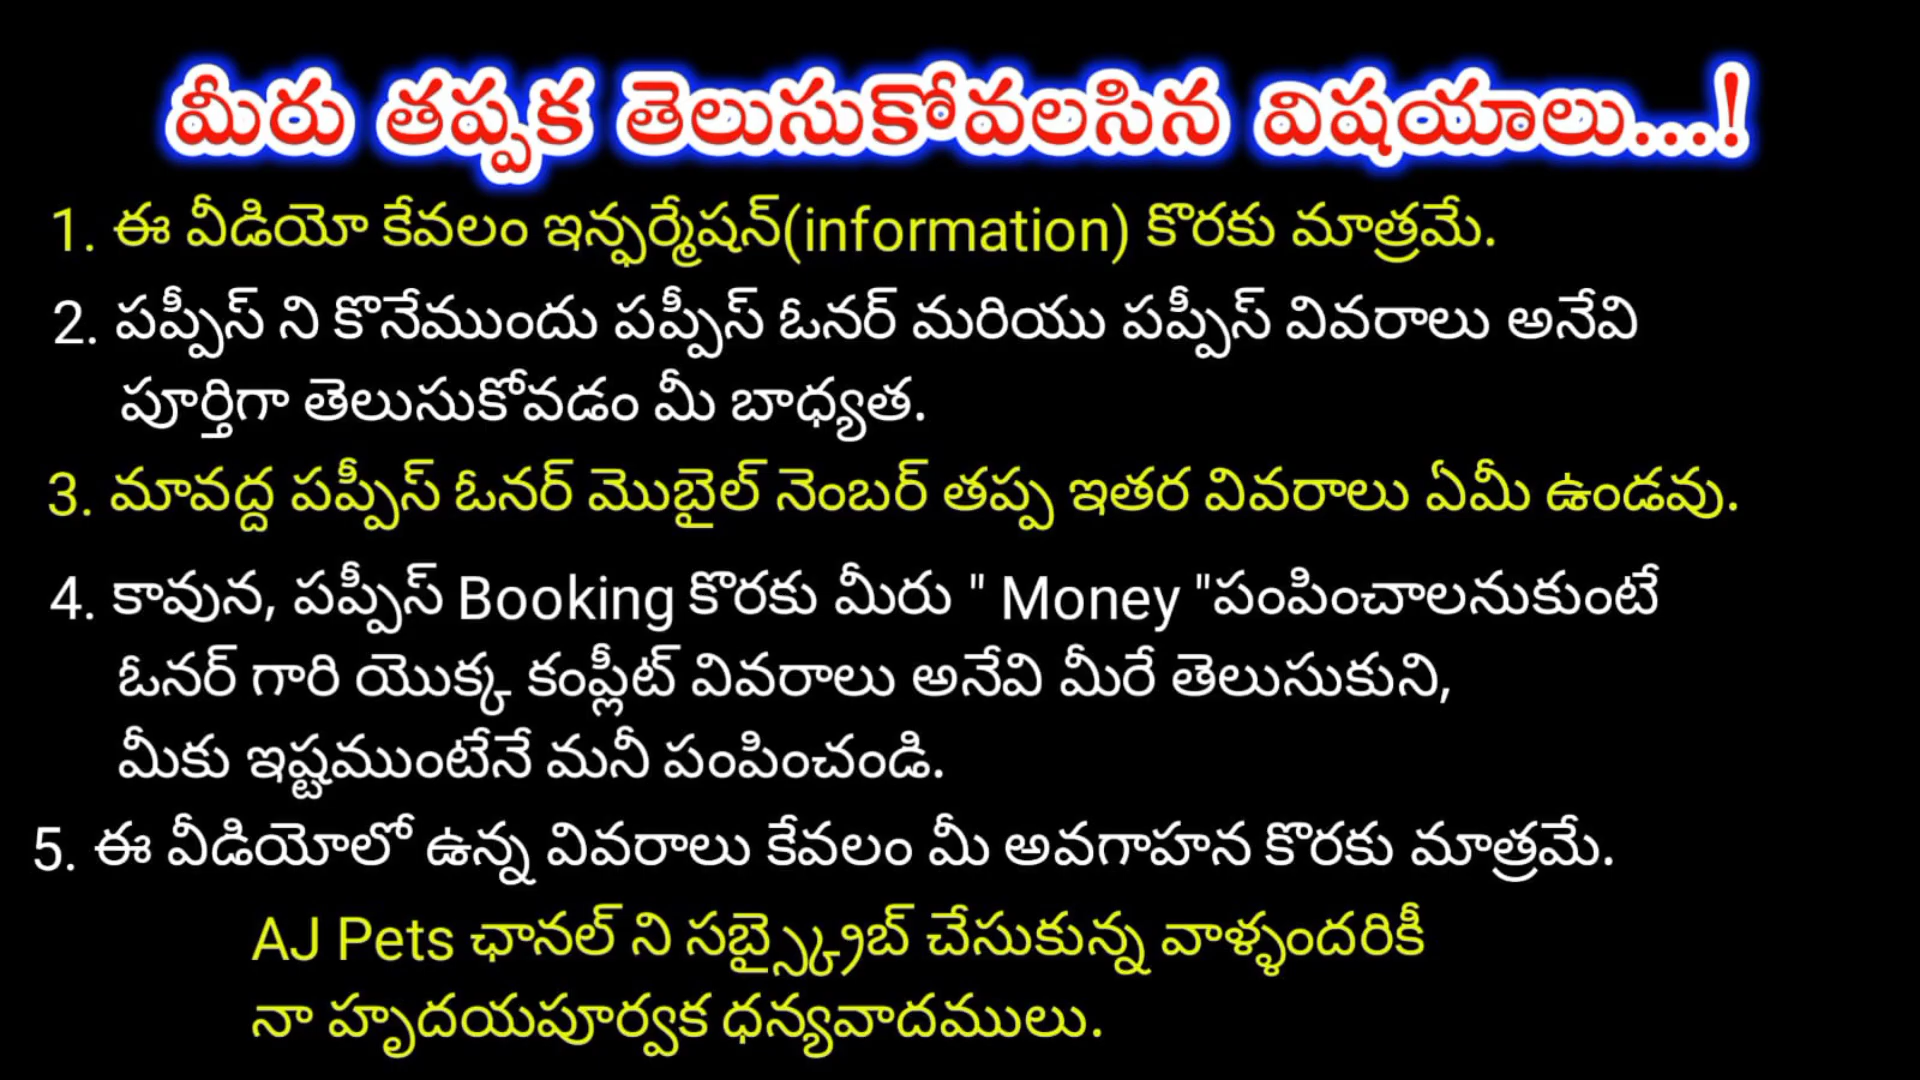 మీరు తప్పక తెలుసుకోవలసిన విషయాలు...!
1. ఈ వీడియో కేవలం ఇన్ఫర్మేషన్(information) కొరకు మాత్రమే.
2. పప్పీస్ ని కొనేముందు పప్పీస్ ఓనర్ మరియు పప్పీస్ వివరాలు అనేవి
పూర్తిగా తెలుసుకోవడం మీ బాధ్యత.
3. మావద్ద పప్పీస్ ఓనర్ మొబైల్ నెంబర్ తప్ప ఇతర వివరాలు ఏమీ ఉండవు.
4. కావున, పప్పీస్ Booking కొరకు మీరు " Money "పంపించాలనుకుంటే
ఓనర్ గారి యొక్క కంప్లీట్ వివరాలు అనేవి మీరే తెలుసుకుని,
మీకు ఇష్టముంటేనే మనీ పంపించండి.
5. ఈ వీడియోలో ఉన్న వివరాలు కేవలం మీ అవగాహన కొరకు మాత్రమే.
AJ Pets ఛానల్ ని సబ్స్క్రైబ్ చేసుకున్న వాళ్ళందరికీ
నా హృదయపూర్వక ధన్యవాదములు.